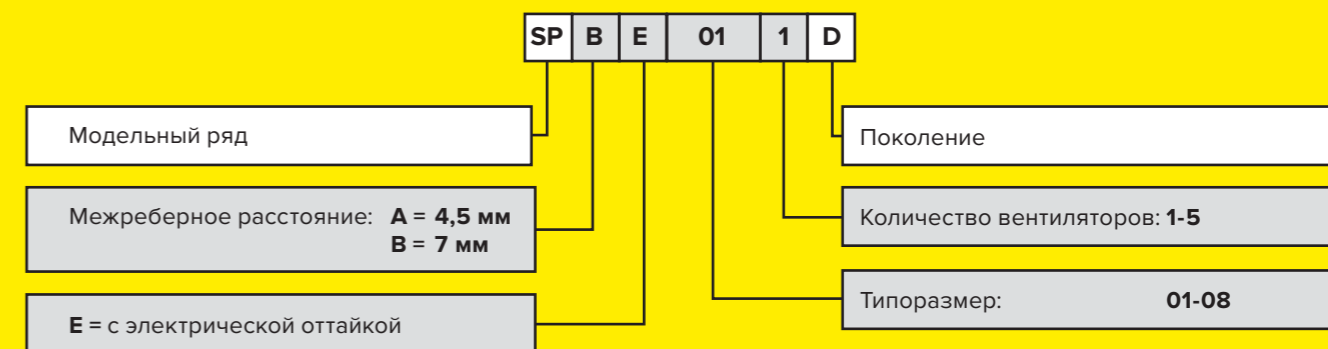 SP B E 01 1 D
Модельный ряд
Поколение
Межреберное расстояние: A = 4,5 мм
B = 7 мм
Количество вентиляторов: 1-5
Типоразмер: 01-08
E = с электрической оттайкой